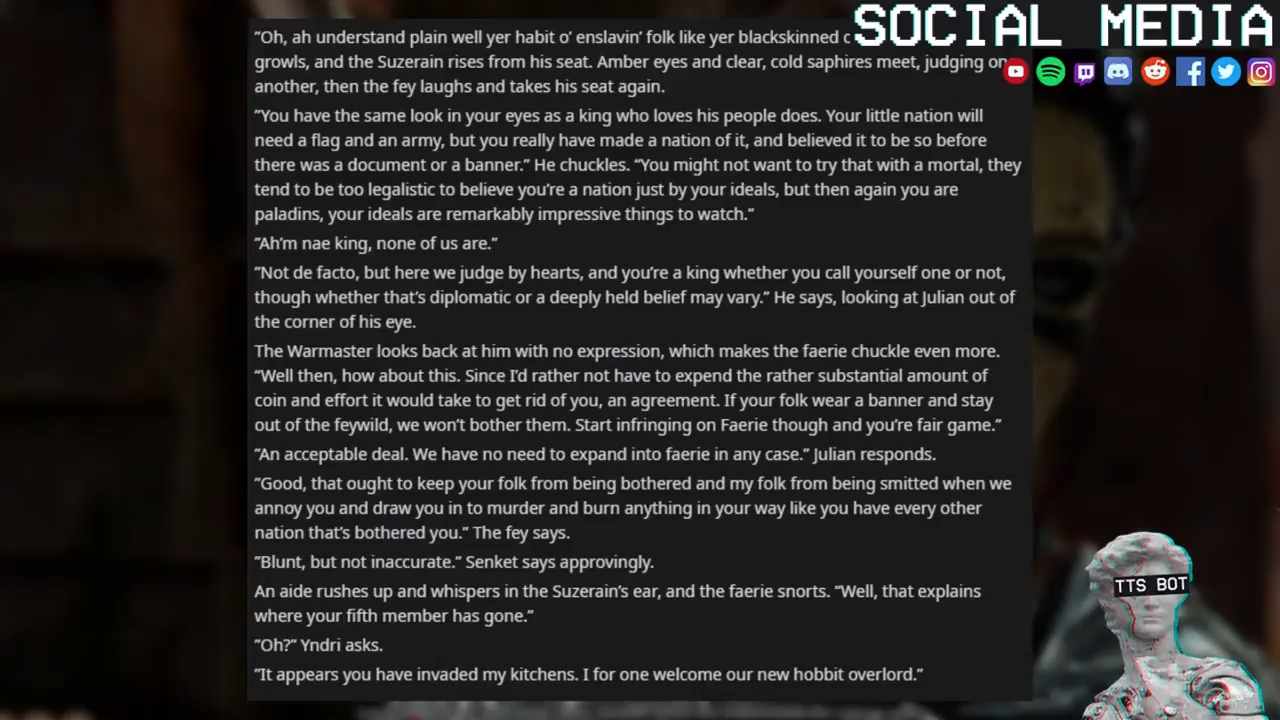 SOCIAL MEDIA
“Oh, ah understand plain well yer habit o’ enslavin’ folk like yer blackskinned
growls, and the Suzerain rises from his seat. Amber eyes and clear, cold saphires meet, judging on
another, then the fey laughs and takes his seat again.
“You have the same look in your eyes as a king who loves his people does. Your little nation will
need a flag and an army, but you really have made a nation of it, and believed it to be so before
there was a document or a banner.” He chuckles. “You might not want to try that with a mortal, they
tend to be too legalistic to believe you’re a nation just by your ideals, but then again you are
paladins, your ideals are remarkably impressive things to watch.”
“Ah’m nae king, none of us are.”
“Not de facto, but here we judge by hearts, and you’re a king whether you call yourself one or not,
though whether that’s diplomatic or a deeply held belief may vary.” He says, looking at Julian out of
the corner of his eye.
The Warmaster looks back at him with no expression, which makes the faerie chuckle even more.
“Well then, how about this. Since I’d rather not have to expend the rather substantial amount of
coin and effort it would take to get rid of you, an agreement. If your folk wear a banner and stay
out of the feywild, we won’t bother them. Start infringing on Faerie though and you’re fair game.”
“An acceptable deal. We have no need to expand into faerie in any case.” Julian responds.
“Good, that ought to keep your folk from being bothered and my folk from being smitted when we
annoy you and draw you in to murder and burn anything in your way like you have every other
nation that’s bothered you.” The fey says.
“Blunt, but not inaccurate.” Senket says approvingly.
An aide rushes up and whispers in the Suzerain’s ear, and the faerie snorts. “Well, that explains
where your fifth member has gone.”
“Oh?” Yndri asks.
“It appears you have invaded my kitchens. I for one welcome our new hobbit overlord.”
TTS BOT